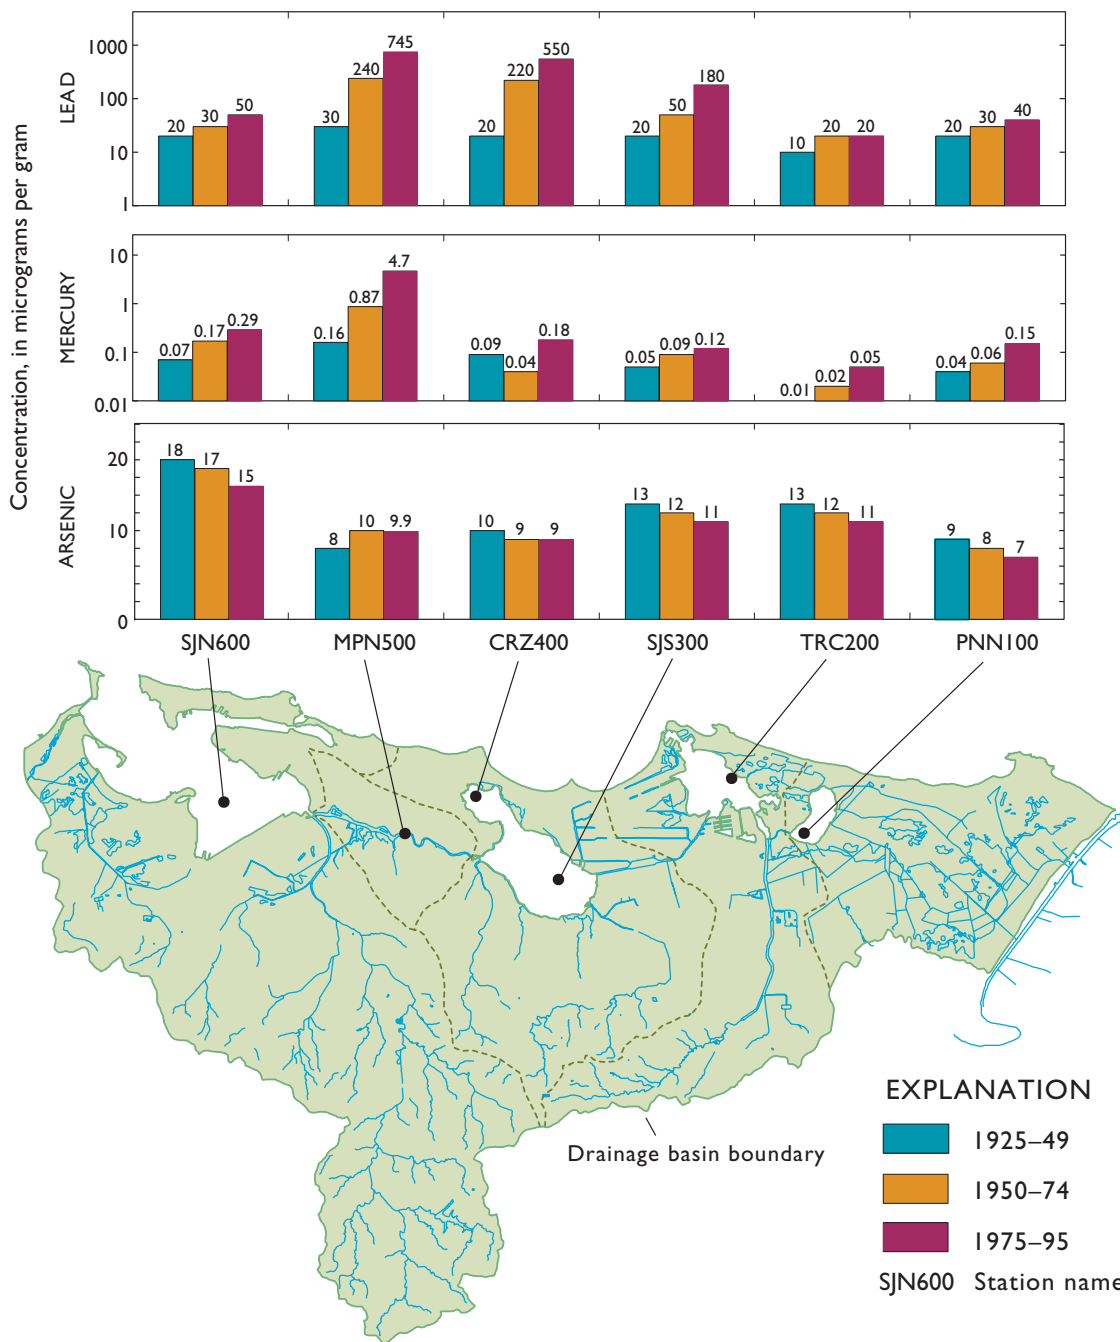 Concentration, in micrograms per gram
LEAD
1000
100
10
1
20 30 50
30 240 745
20 220 550
20 50 180
10 20 20
20 30 40
MERCURY
10
1
0.1
0.01
0.07 0.17 0.29
0.16 0.87 4.7
0.09 0.04 0.18
0.05 0.09 0.12
0.01 0.02 0.05
0.04 0.06 0.15
ARSENIC
20
10
0
18 17 15
8 10 9.9
10 9 9
13 12 11
13 12 11
9 8 7
SJN600 MPN500 CRZ400 SJS300 TRC200 PNN100
Drainage basin boundary
EXPLANATION
1925–49
1950–74
1975–95
SJN600 Station name